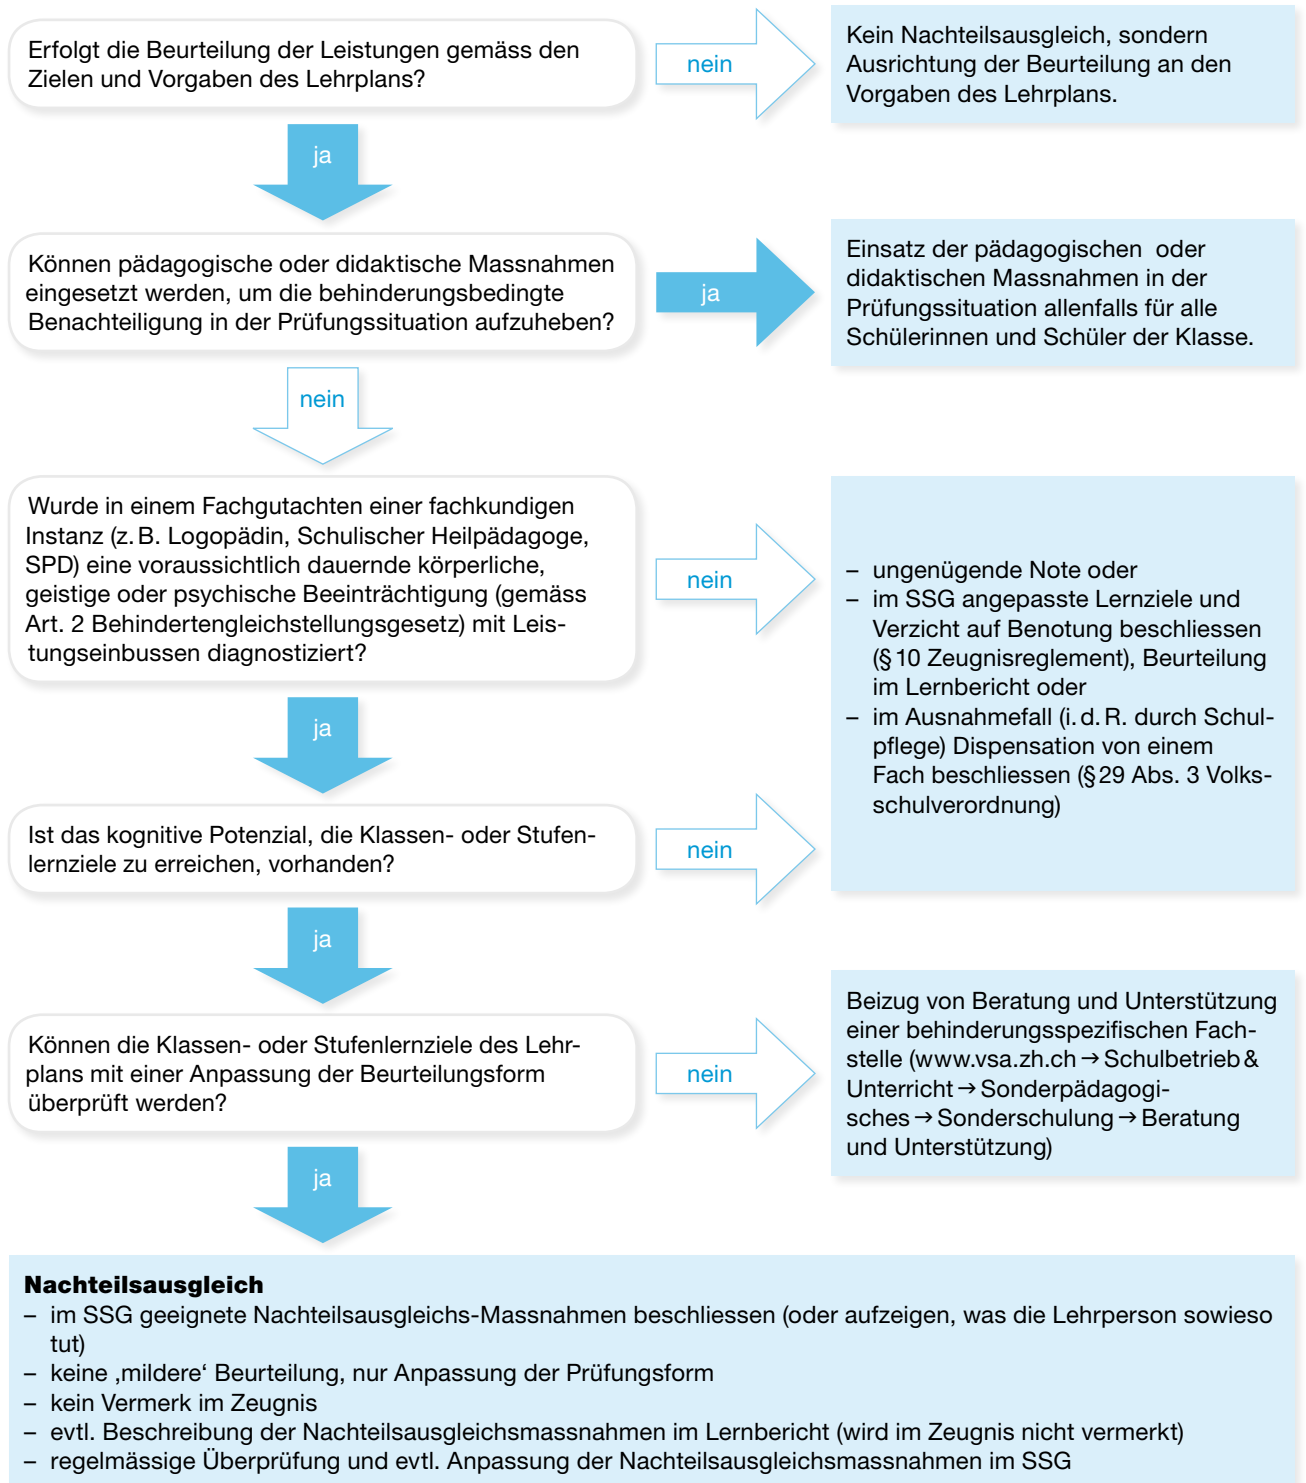 Erfolgt die Beurteilung der Leistungen gemäss den
Zielen und Vorgaben des Lehrplans?
nein
Kein Nachteilsausgleich, sondern
Ausrichtung der Beurteilung an den
Vorgaben des Lehrplans.
ja
Können pädagogische oder didaktische Massnahmen
eingesetzt werden, um die behinderungsbedingte
Benachteiligung in der Prüfungssituation aufzuheben?
ja
Einsatz der pädagogischen oder
didaktischen Massnahmen in der
Prüfungssituation allenfalls für alle
Schülerinnen und Schüler der Klasse.
nein
Wurde in einem Fachgutachten einer fachkundigen
Instanz (z. B. Logopädin, Schulischer Heilpädagoge,
SPD) eine voraussichtlich dauernde körperliche,
geistige oder psychische Beeinträchtigung (gemäss
Art. 2 Behindertengleichstellungsgesetz) mit Leis-
tungseinbussen diagnostiziert?
nein
– ungenügende Note oder
– im SSG angepasste Lernziele und
Verzicht auf Benotung beschliessen
(§ 10 Zeugnisreglement), Beurteilung
im Lernbericht oder
– im Ausnahmefall (i. d. R. durch Schul-
pflege) Dispensation von einem
Fach beschliessen (§ 29 Abs. 3 Volks-
schulverordnung)
ja
Ist das kognitive Potenzial, die Klassen- oder Stufen-
lernziele zu erreichen, vorhanden?
nein
ja
Können die Klassen- oder Stufenlernziele des Lehr-
plans mit einer Anpassung der Beurteilungsform
überprüft werden?
nein
Beizug von Beratung und Unterstützung
einer behinderungsspezifischen Fach-
stelle (www.vsa.zh.ch → Schulbetrieb &
Unterricht → Sonderpädagogi-
sches → Sonderschulung → Beratung
und Unterstützung)
ja
Nachteilsausgleich
– im SSG geeignete Nachteilsausgleichs-Massnahmen beschliessen (oder aufzeigen, was die Lehrperson sowieso
tut)
– keine ‚mildere‘ Beurteilung, nur Anpassung der Prüfungsform
– kein Vermerk im Zeugnis
– evtl. Beschreibung der Nachteilsausgleichsmassnahmen im Lernbericht (wird im Zeugnis nicht vermerkt)
– regelmässige Überprüfung und evtl. Anpassung der Nachteilsausgleichsmassnahmen im SSG